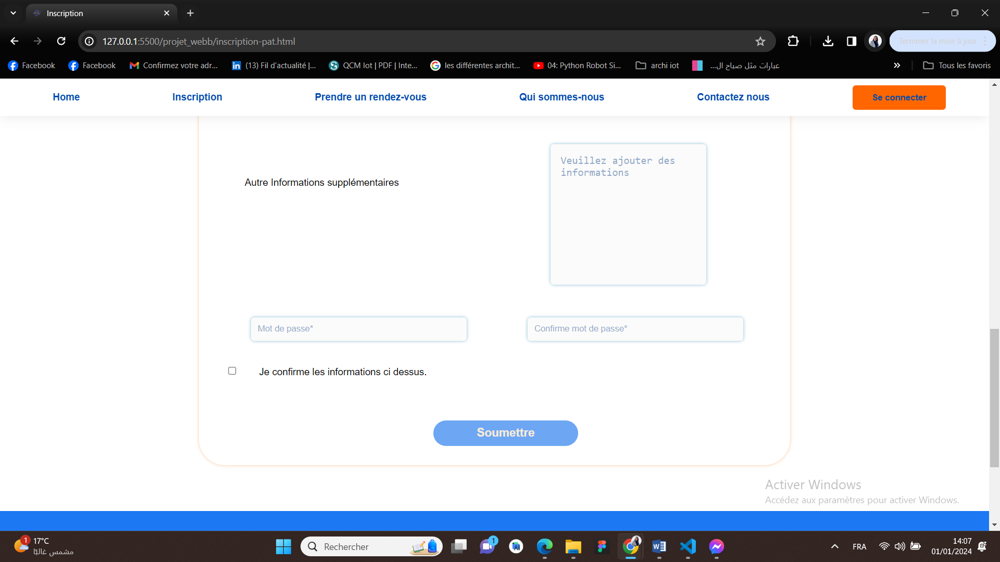 Inscription
127.0.0.1:5500/projet_webb/inscription-pat.html
Terminer la mise à jour
Facebook
Facebook
Confirmez votre adr...
(13) Fil d'actualité |...
QCM Iot | PDF | Inte...
les différentes archit...
04: Python Robot Si...
archi iot
عبارات مثل صباح ال...
Tous les favoris
Home
Inscription
Prendre un rendez-vous
Qui sommes-nous
Contactez nous
Se connecter
Autre Informations supplémentaires
Veuillez ajouter des
informations
Mot de passe*
Confirme mot de passe*
Je confirme les informations ci dessus.
Soumettre
Activer Windows
Accédez aux paramètres pour activer Windows.
1
17°C
مشمس غالبًا
Rechercher
1
FRA
14:07
01/01/2024